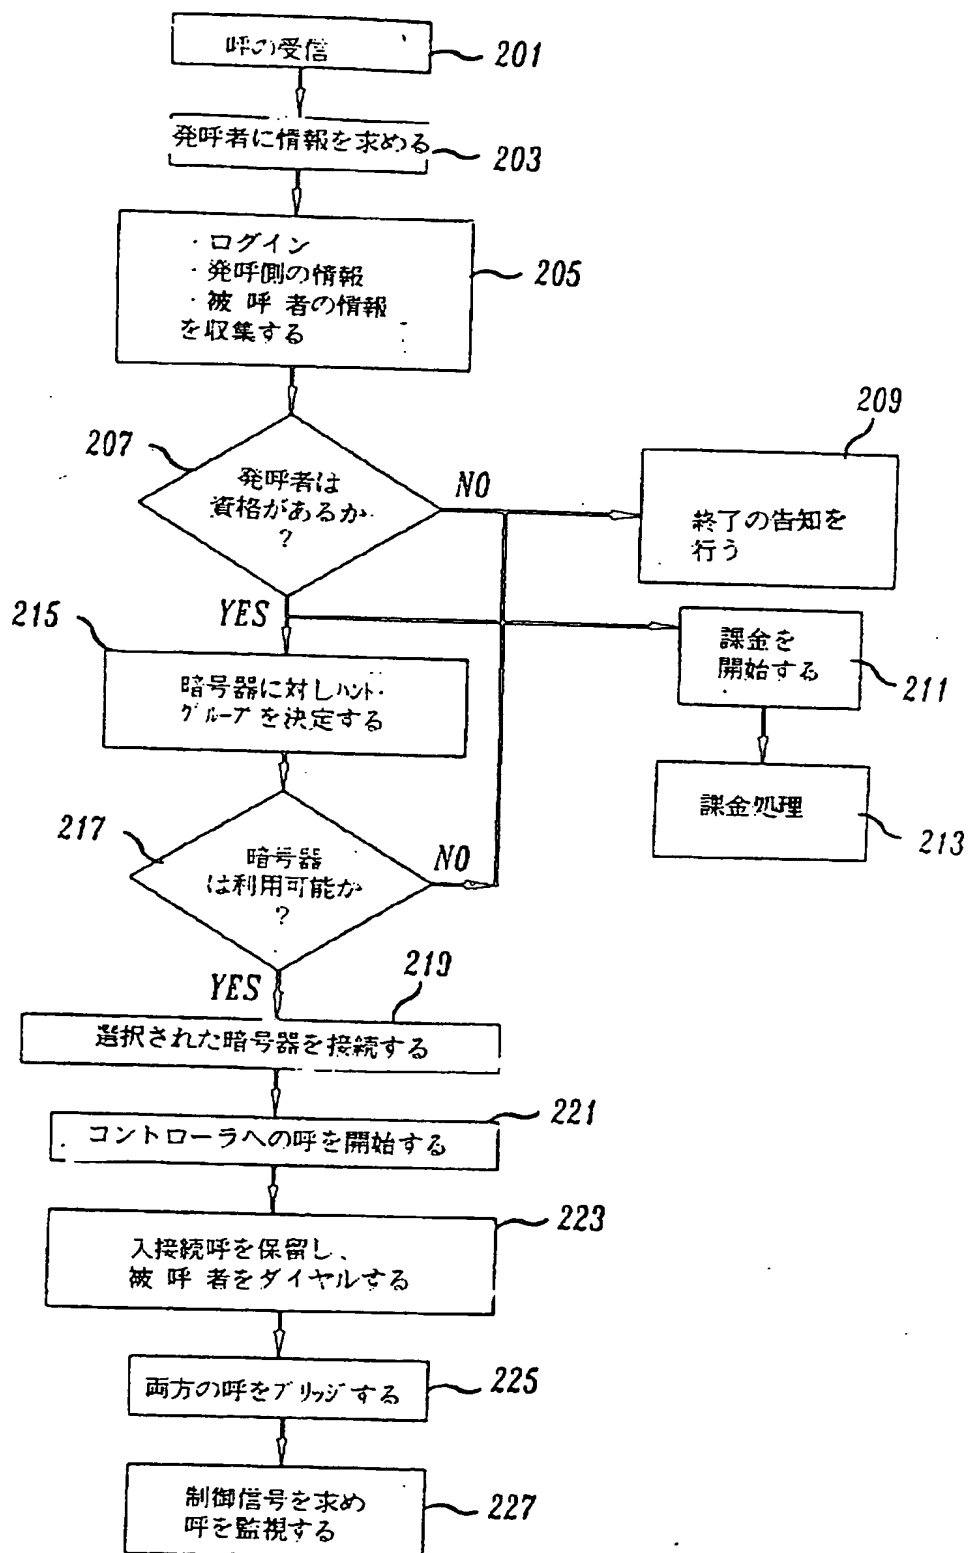 呼の受信
201
発呼者に情報を求める
203
・ログイン
・発呼側の情報
・被 呼 者の情報
を収集する
205
207
発呼者は
資格があるか
?
NO
YES
209
終了の告知を
行う
課金を
開始する
211
課金処理
213
215
暗号器に対しハント・
グループを決定する
217
暗号器
は利用可能か
?
NO
YES
219
選択された暗号器を接続する
コントローラへの呼を開始する
221
入接続呼を保留し、
被 呼 者をダイヤルする
223
両方の呼をブリッジする
225
制御信号を求め
呼を監視する
227